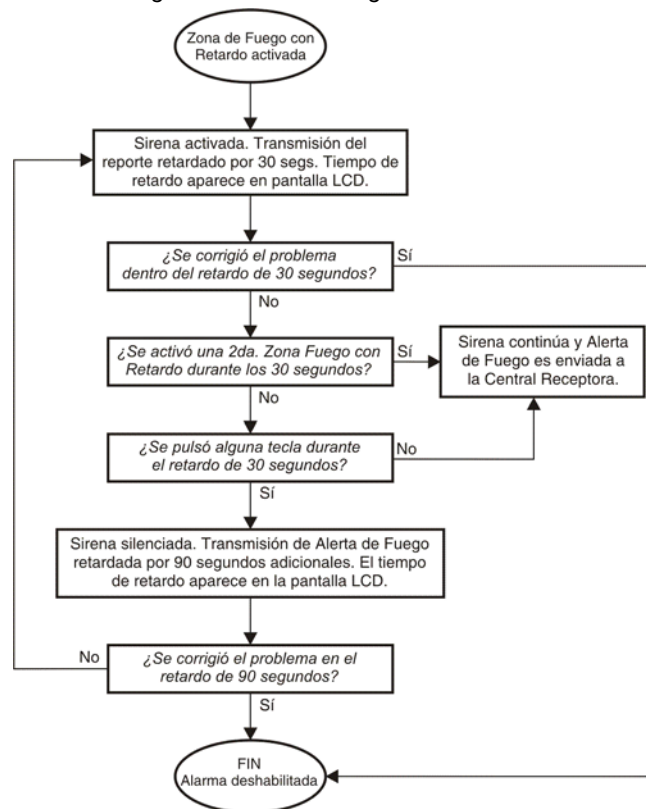 Zona de Fuego con
Retardo activada
Sirena activada. Transmisión del
reporte retardado por 30 segs. Tiempo de
retardo aparece en pantalla LCD.
¿Se corrigió el problema
dentro del retardo de 30 segundos?
Sí
No
¿Se activó una 2da. Zona Fuego con
Retardo durante los 30 segundos?
Sí
Sirena continúa y Alerta
de Fuego es enviada a
la Central Receptora.
No
¿Se pulsó alguna tecla durante
el retardo de 30 segundos?
No
Sí
Sirena silenciada. Transmisión de Alerta de Fuego
retardada por 90 segundos adicionales. El tiempo
de retardo aparece en la pantalla LCD.
No
¿Se corrigió el problema en el
retardo de 90 segundos?
Sí
FIN
Alarma deshabilitada